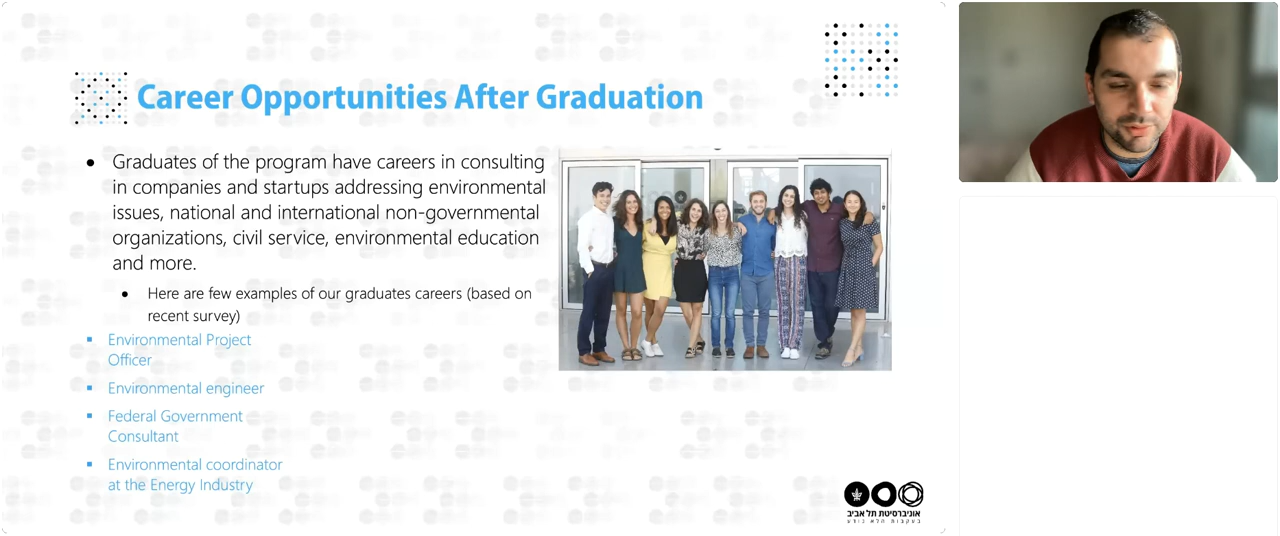 Career Opportunities After Graduation
Graduates of the program have careers in consulting
in companies and startups addressing environmental
issues, national and international non-governmental
organizations, civil service, environmental education
and more.
Here are few examples of our graduates careers (based on
recent survey)
Environmental Project
Officer
Environmental engineer
Federal Government
Consultant
Environmental coordinator
at the Energy Industry
אוניברסיטת תל אביב
בעקבות הלא נודע